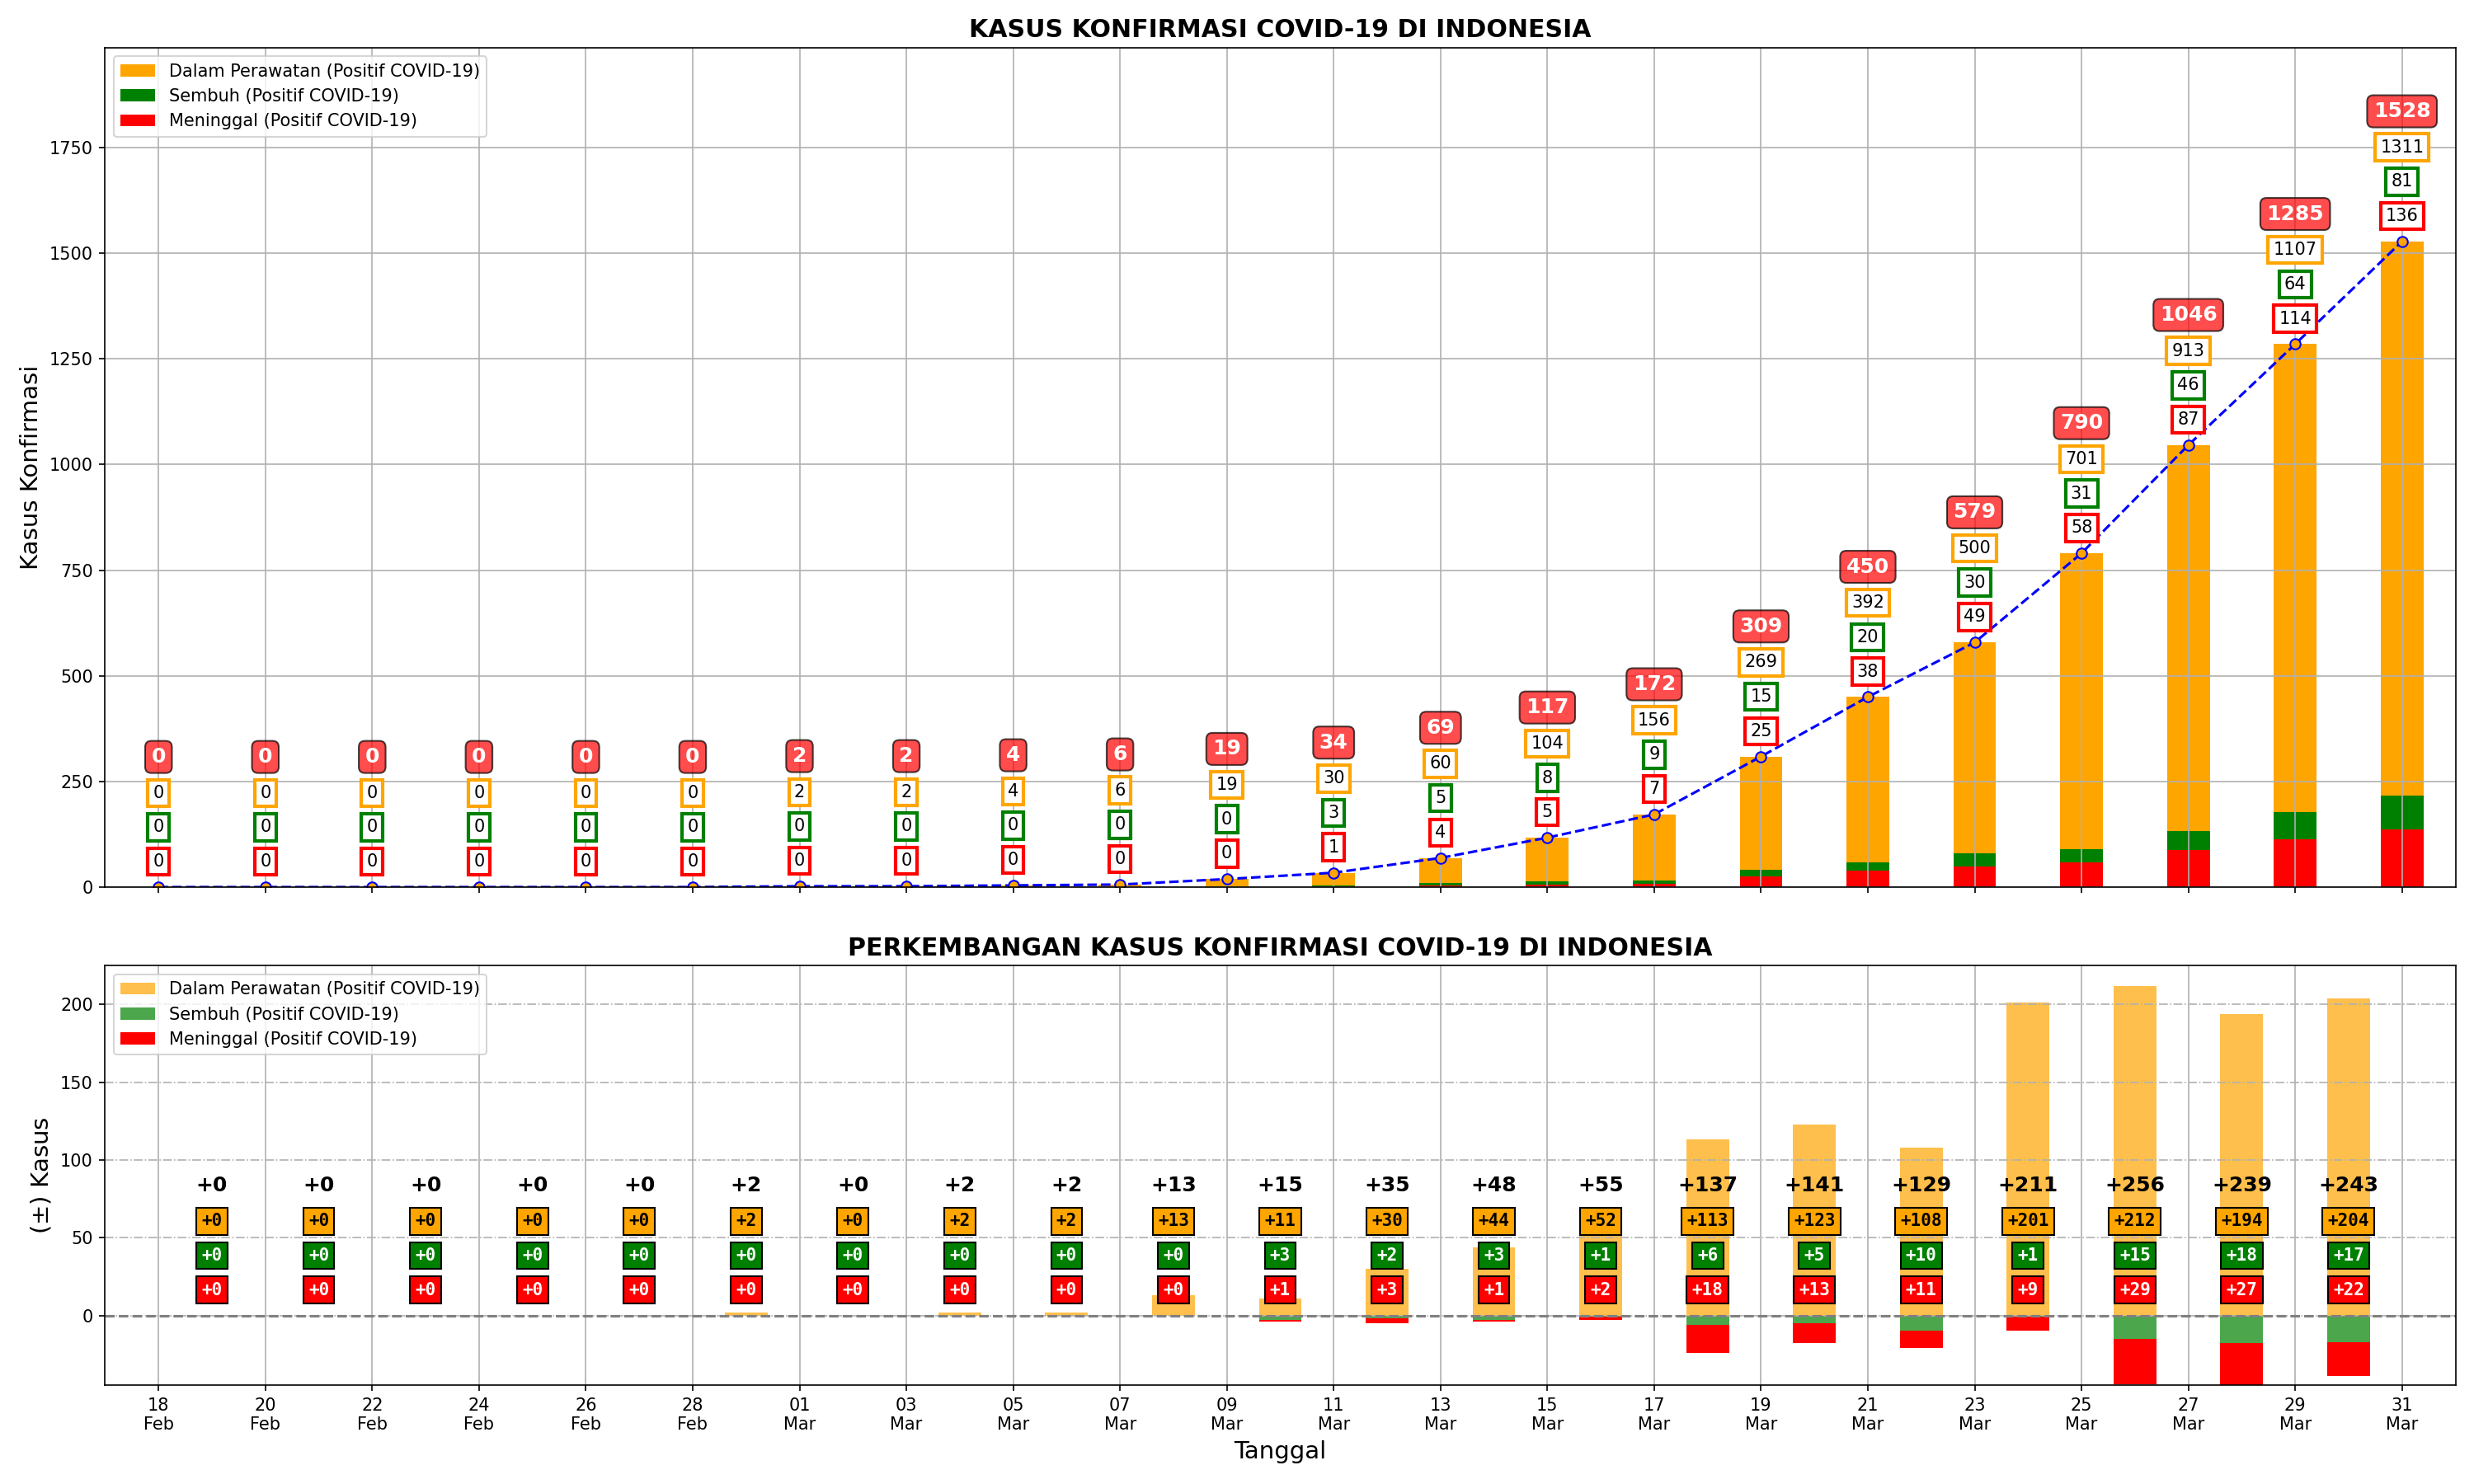 KASUS KONFIRMASI COVID-19 DI INDONESIA
Dalam Perawatan (Positif COVID-19)
Sembuh (Positif COVID-19)
Meninggal (Positif COVID-19)
Kasus Konfirmasi
1750
1500
1250
1000
750
500
250
0
0 0 0 0 0 0 2 2 4 6 19 34 69 117 172 309 450 579 790 1046 1285 1528
0 0 0 0 0 0 2 2 4 6 19 30 60 104 156 269 392 500 701 913 1107 1311
0 0 0 0 0 0 0 0 0 0 0 3 5 8 9 15 20 30 31 46 64 81
0 0 0 0 0 0 0 0 0 0 0 1 4 5 7 25 38 49 58 87 114 136
PERKEMBANGAN KASUS KONFIRMASI COVID-19 DI INDONESIA
Dalam Perawatan (Positif COVID-19)
Sembuh (Positif COVID-19)
Meninggal (Positif COVID-19)
(±) Kasus
200
150
100
50
0
+0 +0 +0 +0 +0 +2 +0 +2 +2 +13 +15 +35 +48 +55 +137 +141 +129 +211 +256 +239 +243
+0 +0 +0 +0 +0 +2 +0 +2 +2 +13 +11 +30 +44 +52 +113 +123 +108 +201 +212 +194 +204
+0 +0 +0 +0 +0 +0 +0 +0 +0 +0 +3 +2 +3 +1 +6 +5 +10 +1 +15 +18 +17
+0 +0 +0 +0 +0 +0 +0 +0 +0 +0 +1 +3 +1 +2 +18 +13 +11 +9 +29 +27 +22
18 20 22 24 26 28 01 03 05 07 09 11 13 15 17 19 21 23 25 27 29 31
Feb Feb Feb Feb Feb Feb Mar Mar Mar Mar Mar Mar Mar Mar Mar Mar Mar Mar Mar Mar Mar Mar
Tanggal